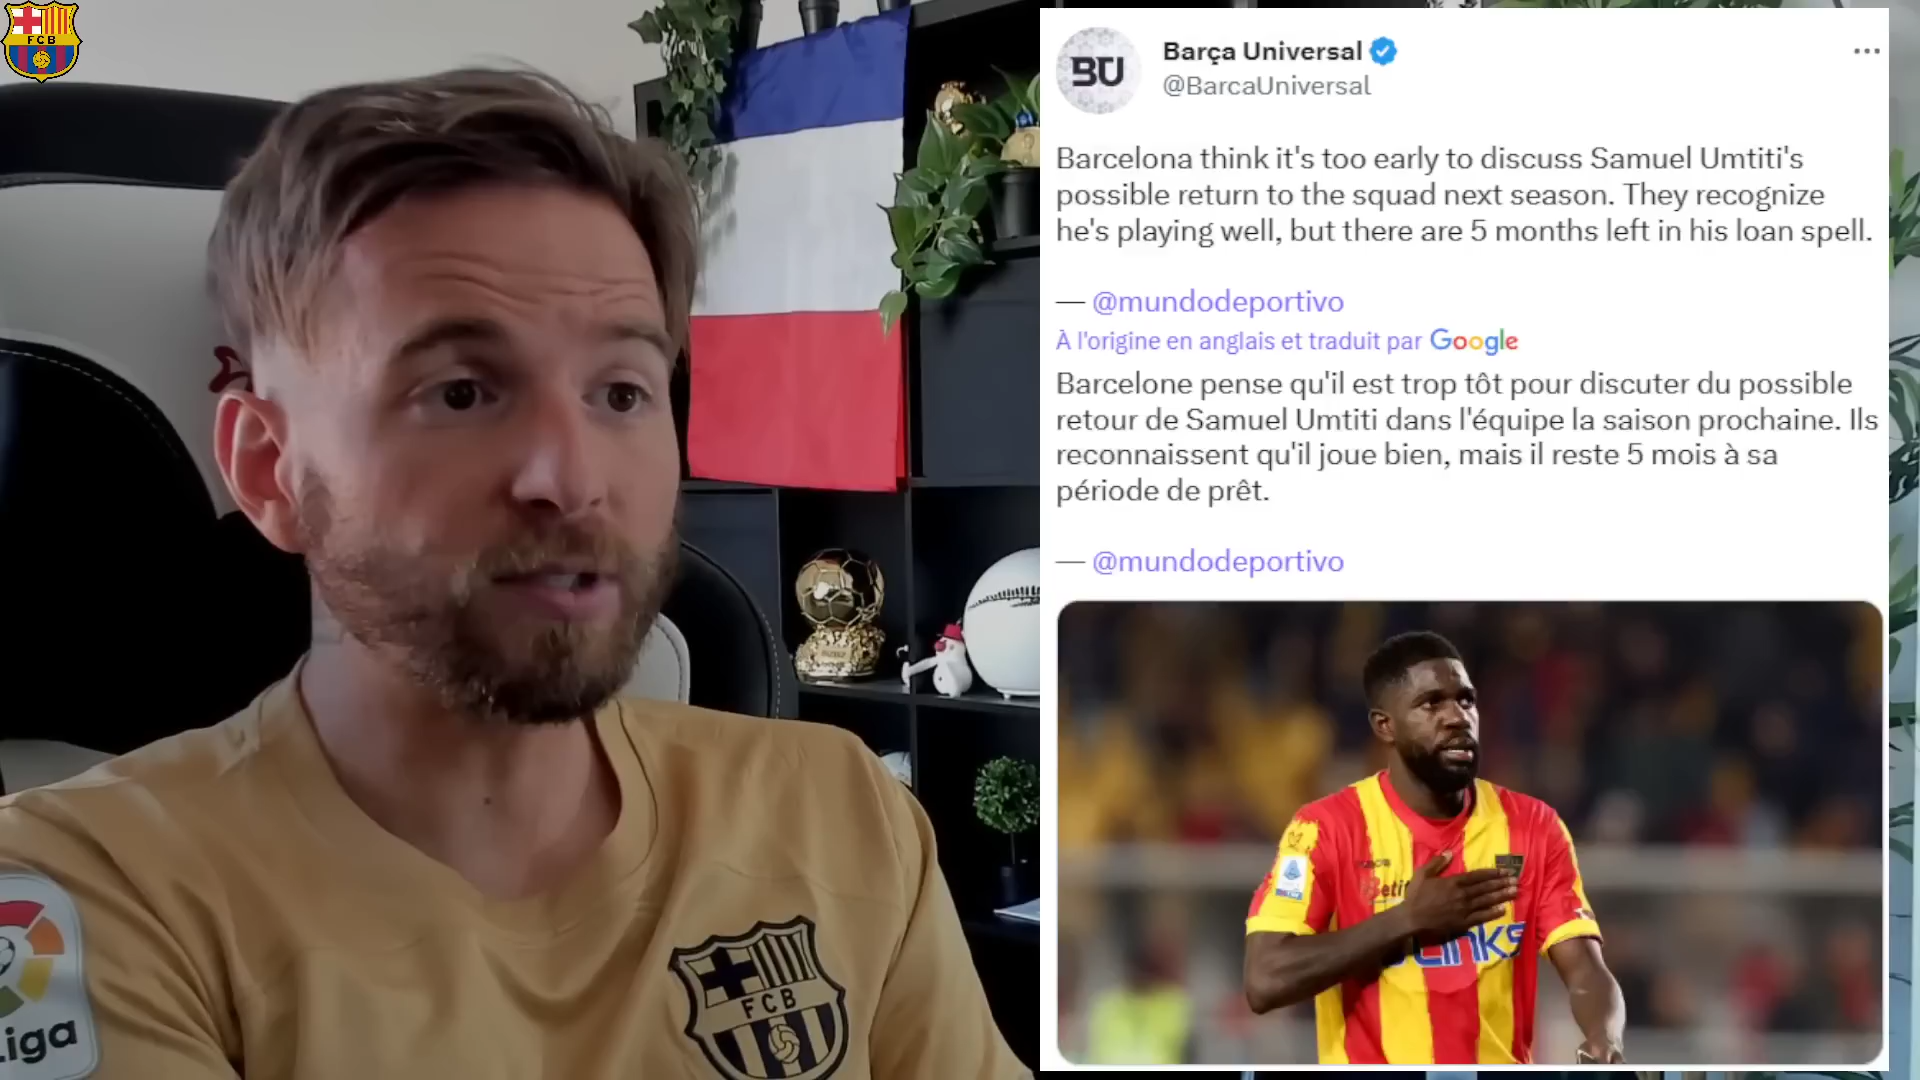 FCB
BU
Barça Universal
@BarcaUniversal
Barcelona think it's too early to discuss Samuel Umtiti's
possible return to the squad next season. They recognize
he's playing well, but there are 5 months left in his loan spell.
— @mundodeportivo
À l'origine en anglais et traduit par Google
Barcelone pense qu'il est trop tôt pour discuter du possible
retour de Samuel Umtiti dans l'équipe la saison prochaine. Ils
reconnaissent qu'il joue bien, mais il reste 5 mois à sa
période de prêt.
— @mundodeportivo
FCB
Liga